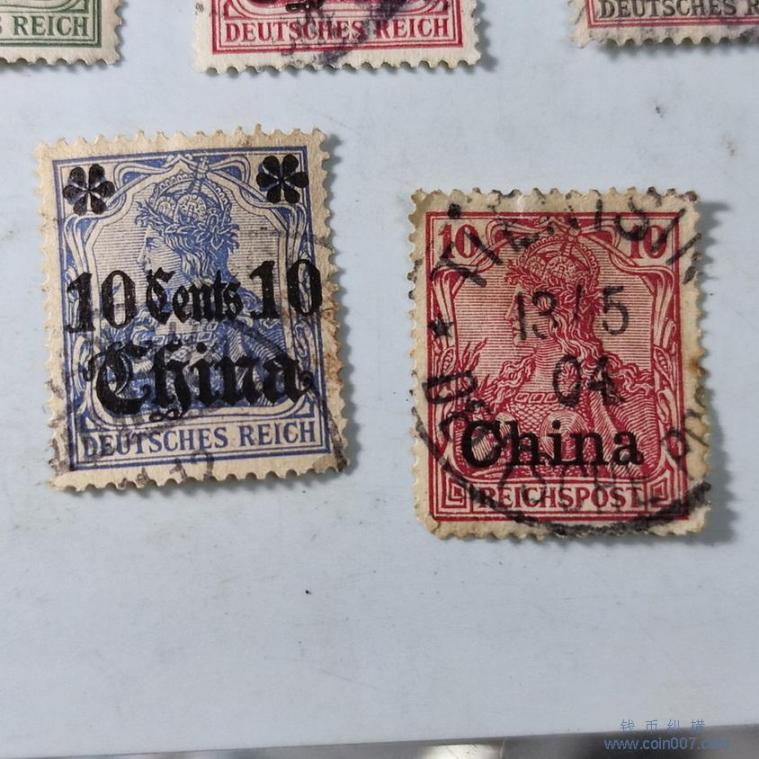 S REICH
DEUTSCHES REICH
DEUTSCHES REICH
10 Cents 10
China
DEUTSCHES REICH
10 10
13/5
04
China
REICHSPOST
钱币纵横
www.coin007.com